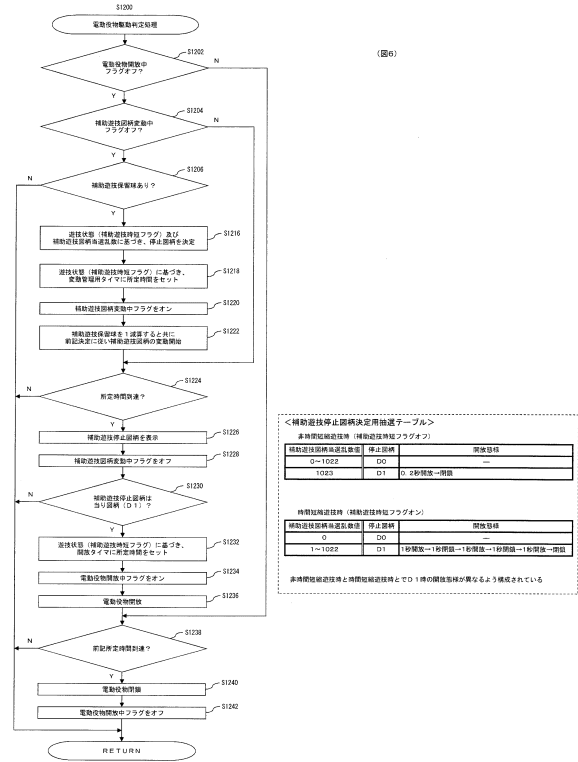 S1200
電動役物駆動判定処理
(図6)
S1202
電動役物開放中
フラグオフ?
N
Y
S1204
補助遊技図柄変動中
フラグオフ?
N
Y
S1206
補助遊技保留球あり?
N
Y
S1216
遊技状態(補助遊技時短フラグ)及び
補助遊技図柄当選乱数に基づき、停止図柄を決定
S1218
遊技状態(補助遊技時短フラグ)に基づき、
変動管理用タイマに所定時間をセット
S1220
補助遊技図柄変動中フラグをオン
S1222
補助遊技保留球を1減算すると共に
前記決定に従い補助遊技図柄の変動開始
S1224
所定時間到達?
N
Y
S1226
補助遊技停止図柄を表示
S1228
補助遊技図柄変動中フラグをオフ
S1230
補助遊技停止図柄は
当り図柄(D1)?
N
Y
S1232
遊技状態(補助遊技時短フラグ)に基づき、
開放タイマに所定時間をセット
S1234
電動役物開放中フラグをオン
S1236
電動役物開放
S1238
前記所定時間到達?
N
Y
S1240
電動役物閉鎖
S1242
電動役物開放中フラグをオフ
RETURN
<補助遊技停止図柄決定用抽選テーブル>
非時間短縮遊技時(補助遊技時短フラグオフ)
補助遊技図柄当選乱数値 停止図柄 開放態様
0~1022 D0 ―
1023 D1 0.2秒開放→閉鎖
時間短縮遊技時(補助遊技時短フラグオン)
補助遊技図柄当選乱数値 停止図柄 開放態様
0 D0 ―
1~1022 D1 1秒開放→1秒閉鎖→1秒開放→1秒閉鎖→1秒開放→閉鎖
非時間短縮遊技時と時間短縮遊技時とでD1時の開放態様が異なるよう構成されている